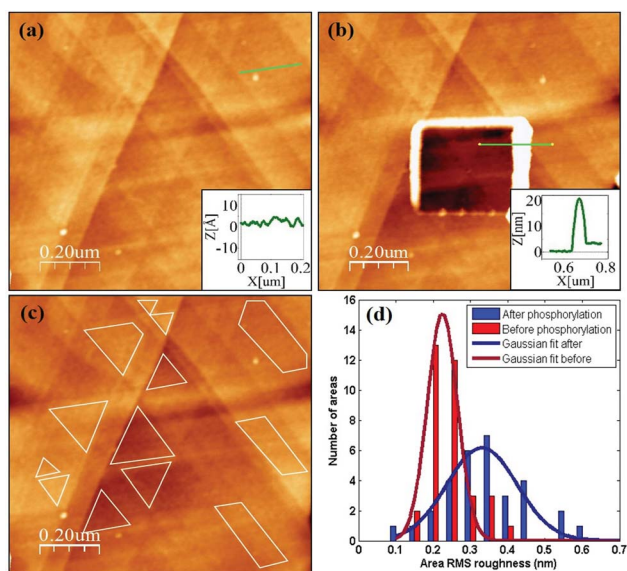 (a)
0.20um
10
0
-10
Z[Å]
0 0.1 0.2
X[um]
(b)
0.20um
20
10
0
Z[nm]
0.6 0.8
X[um]
(c)
0.20um
(d)
16
14
12
10
8
6
4
2
0
Number of areas
After phosphorylation
Before phosphorylation
Gaussian fit after
Gaussian fit before
0 0.1 0.2 0.3 0.4 0.5 0.6 0.7
Area RMS roughness (nm)